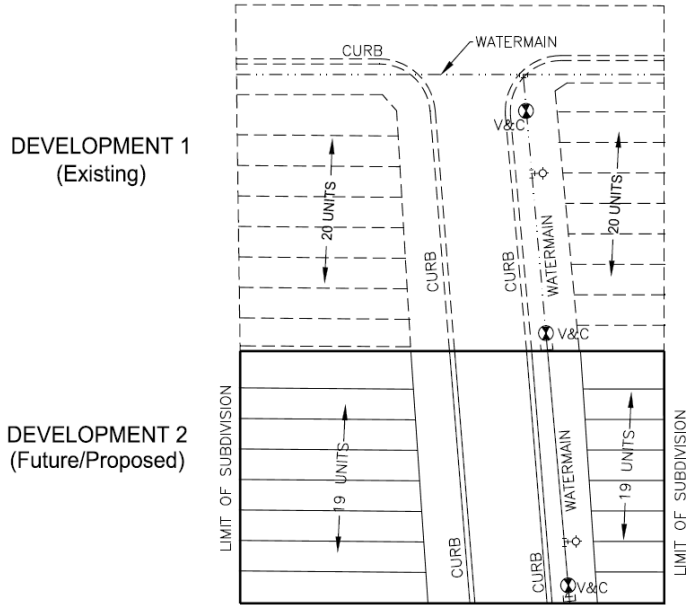 WATERMAIN
CURB
V&C
DEVELOPMENT 1
(Existing)
20 UNITS
20 UNITS
CURB
CURB
WATERMAIN
V&C
DEVELOPMENT 2
(Future/Proposed)
LIMIT OF SUBDIVISION
19 UNITS
WATERMAIN
19 UNITS
LIMIT OF SUBDIVISION
CURB
CURB
V&C